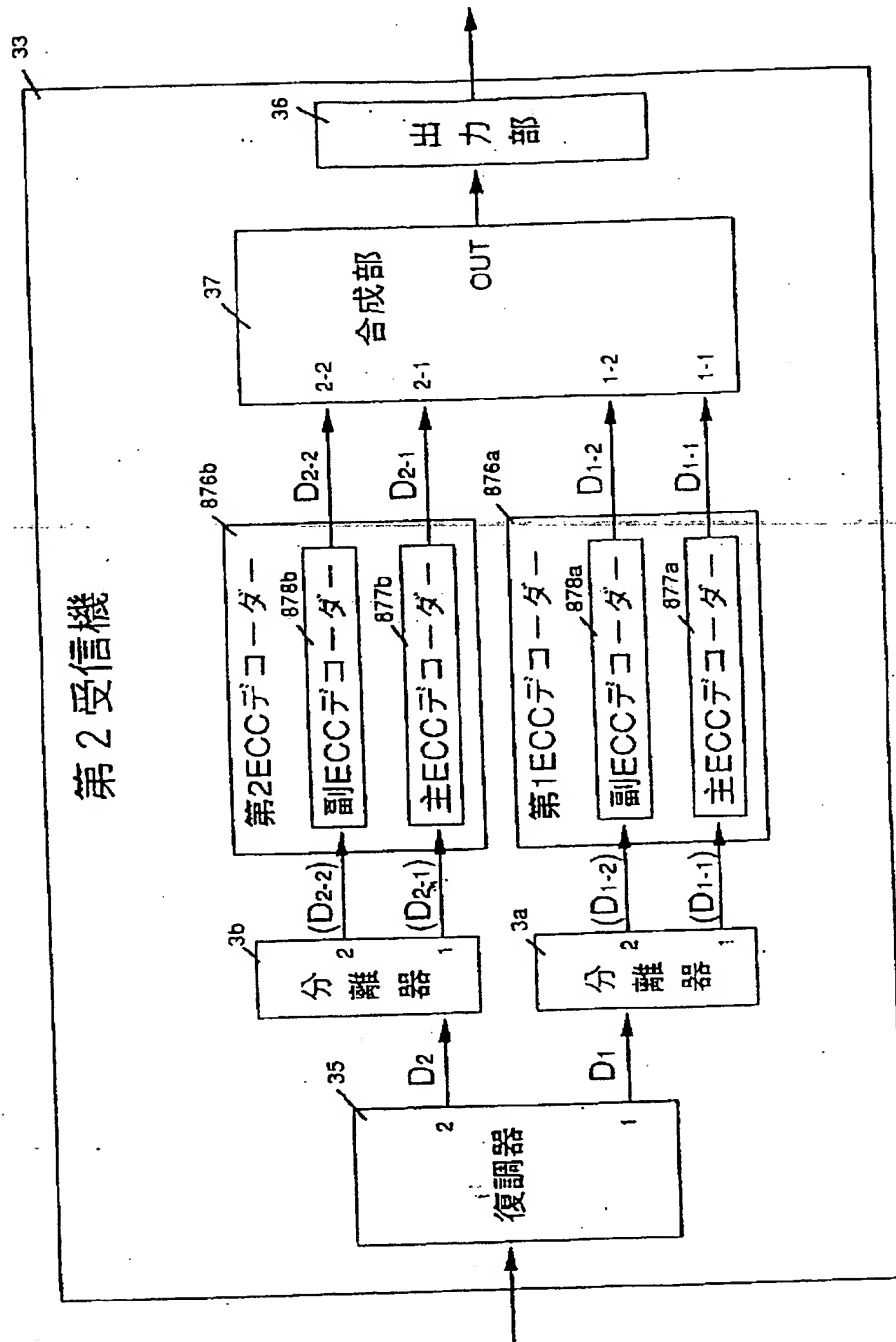 33
第2受信機
35
復調器
2
1
D2
D1
3b
分離器
2
1
(D2-2)
(D2-1)
3a
分離器
2
1
(D1-2)
(D1-1)
876b
第2ECCデコーダー
878b
副ECCデコーダー
877b
主ECCデコーダー
876a
第1ECCデコーダー
878a
副ECCデコーダー
877a
主ECCデコーダー
D2-2
D2-1
D1-2
D1-1
37
合成部
2-2
2-1
1-2
1-1
OUT
36
出力部